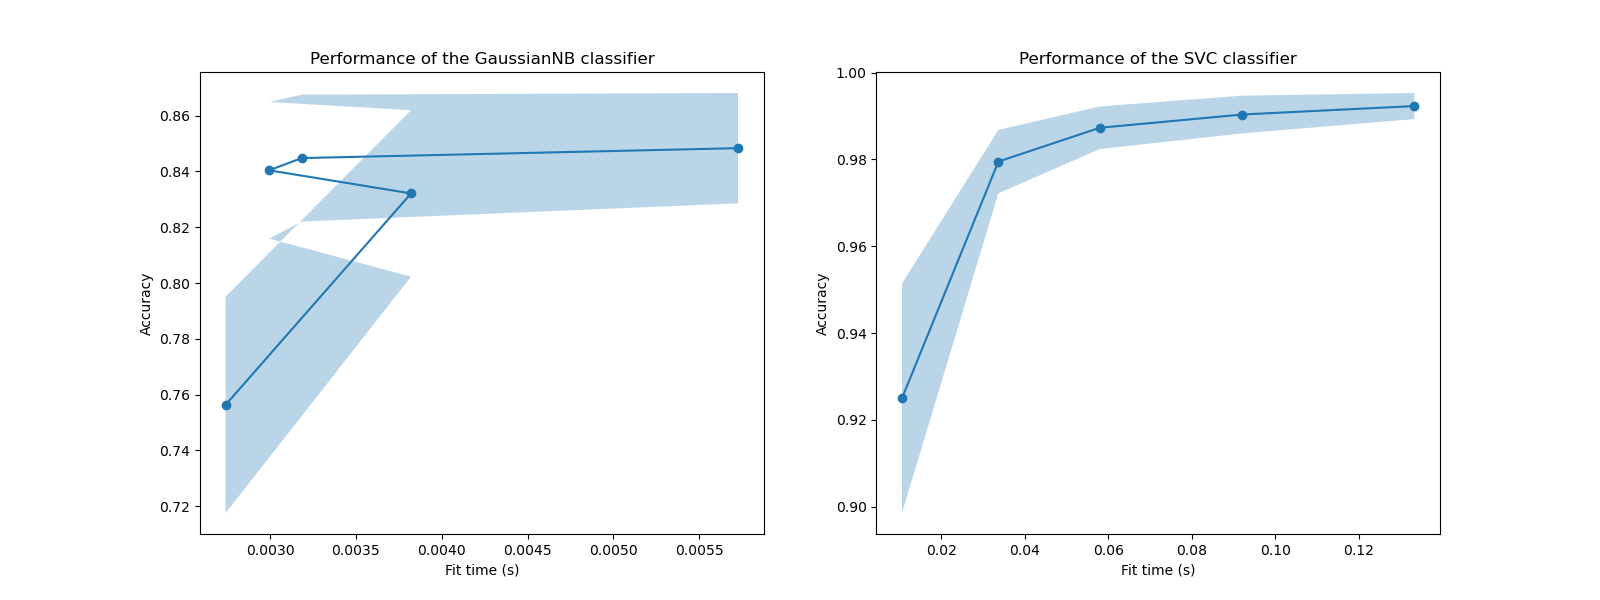 Performance of the GaussianNB classifier
Accuracy
0.86
0.84
0.82
0.80
0.78
0.76
0.74
0.72
0.0030 0.0035 0.0040 0.0045 0.0050 0.0055
Fit time (s)
Performance of the SVC classifier
Accuracy
1.00
0.98
0.96
0.94
0.92
0.90
0.02 0.04 0.06 0.08 0.10 0.12
Fit time (s)